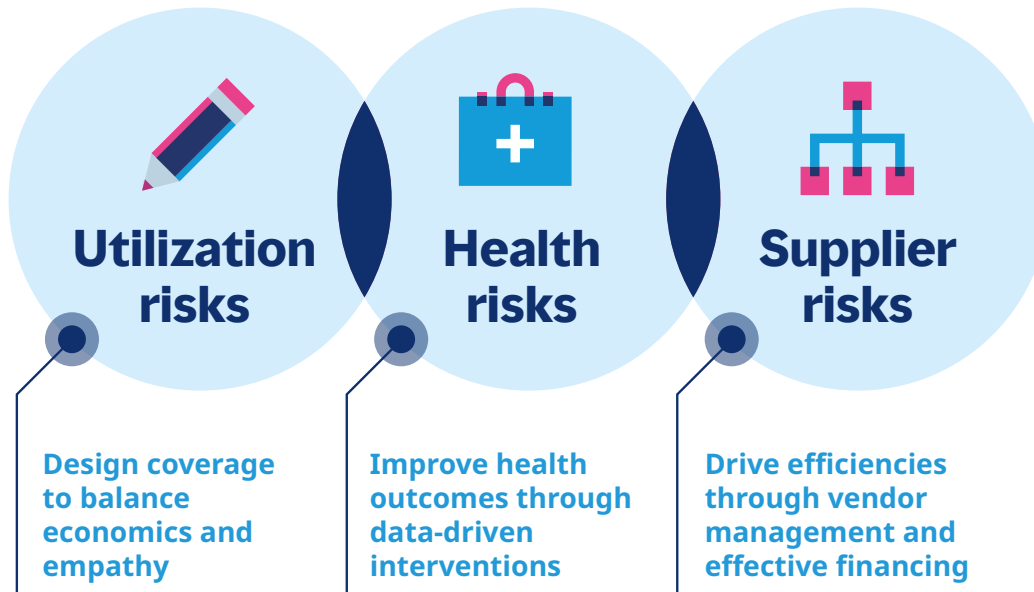 Utilization
risks
Health
risks
Supplier
risks
Design coverage
to balance
economics and
empathy
Improve health
outcomes through
data-driven
interventions
Drive efficiencies
through vendor
management and
effective financing